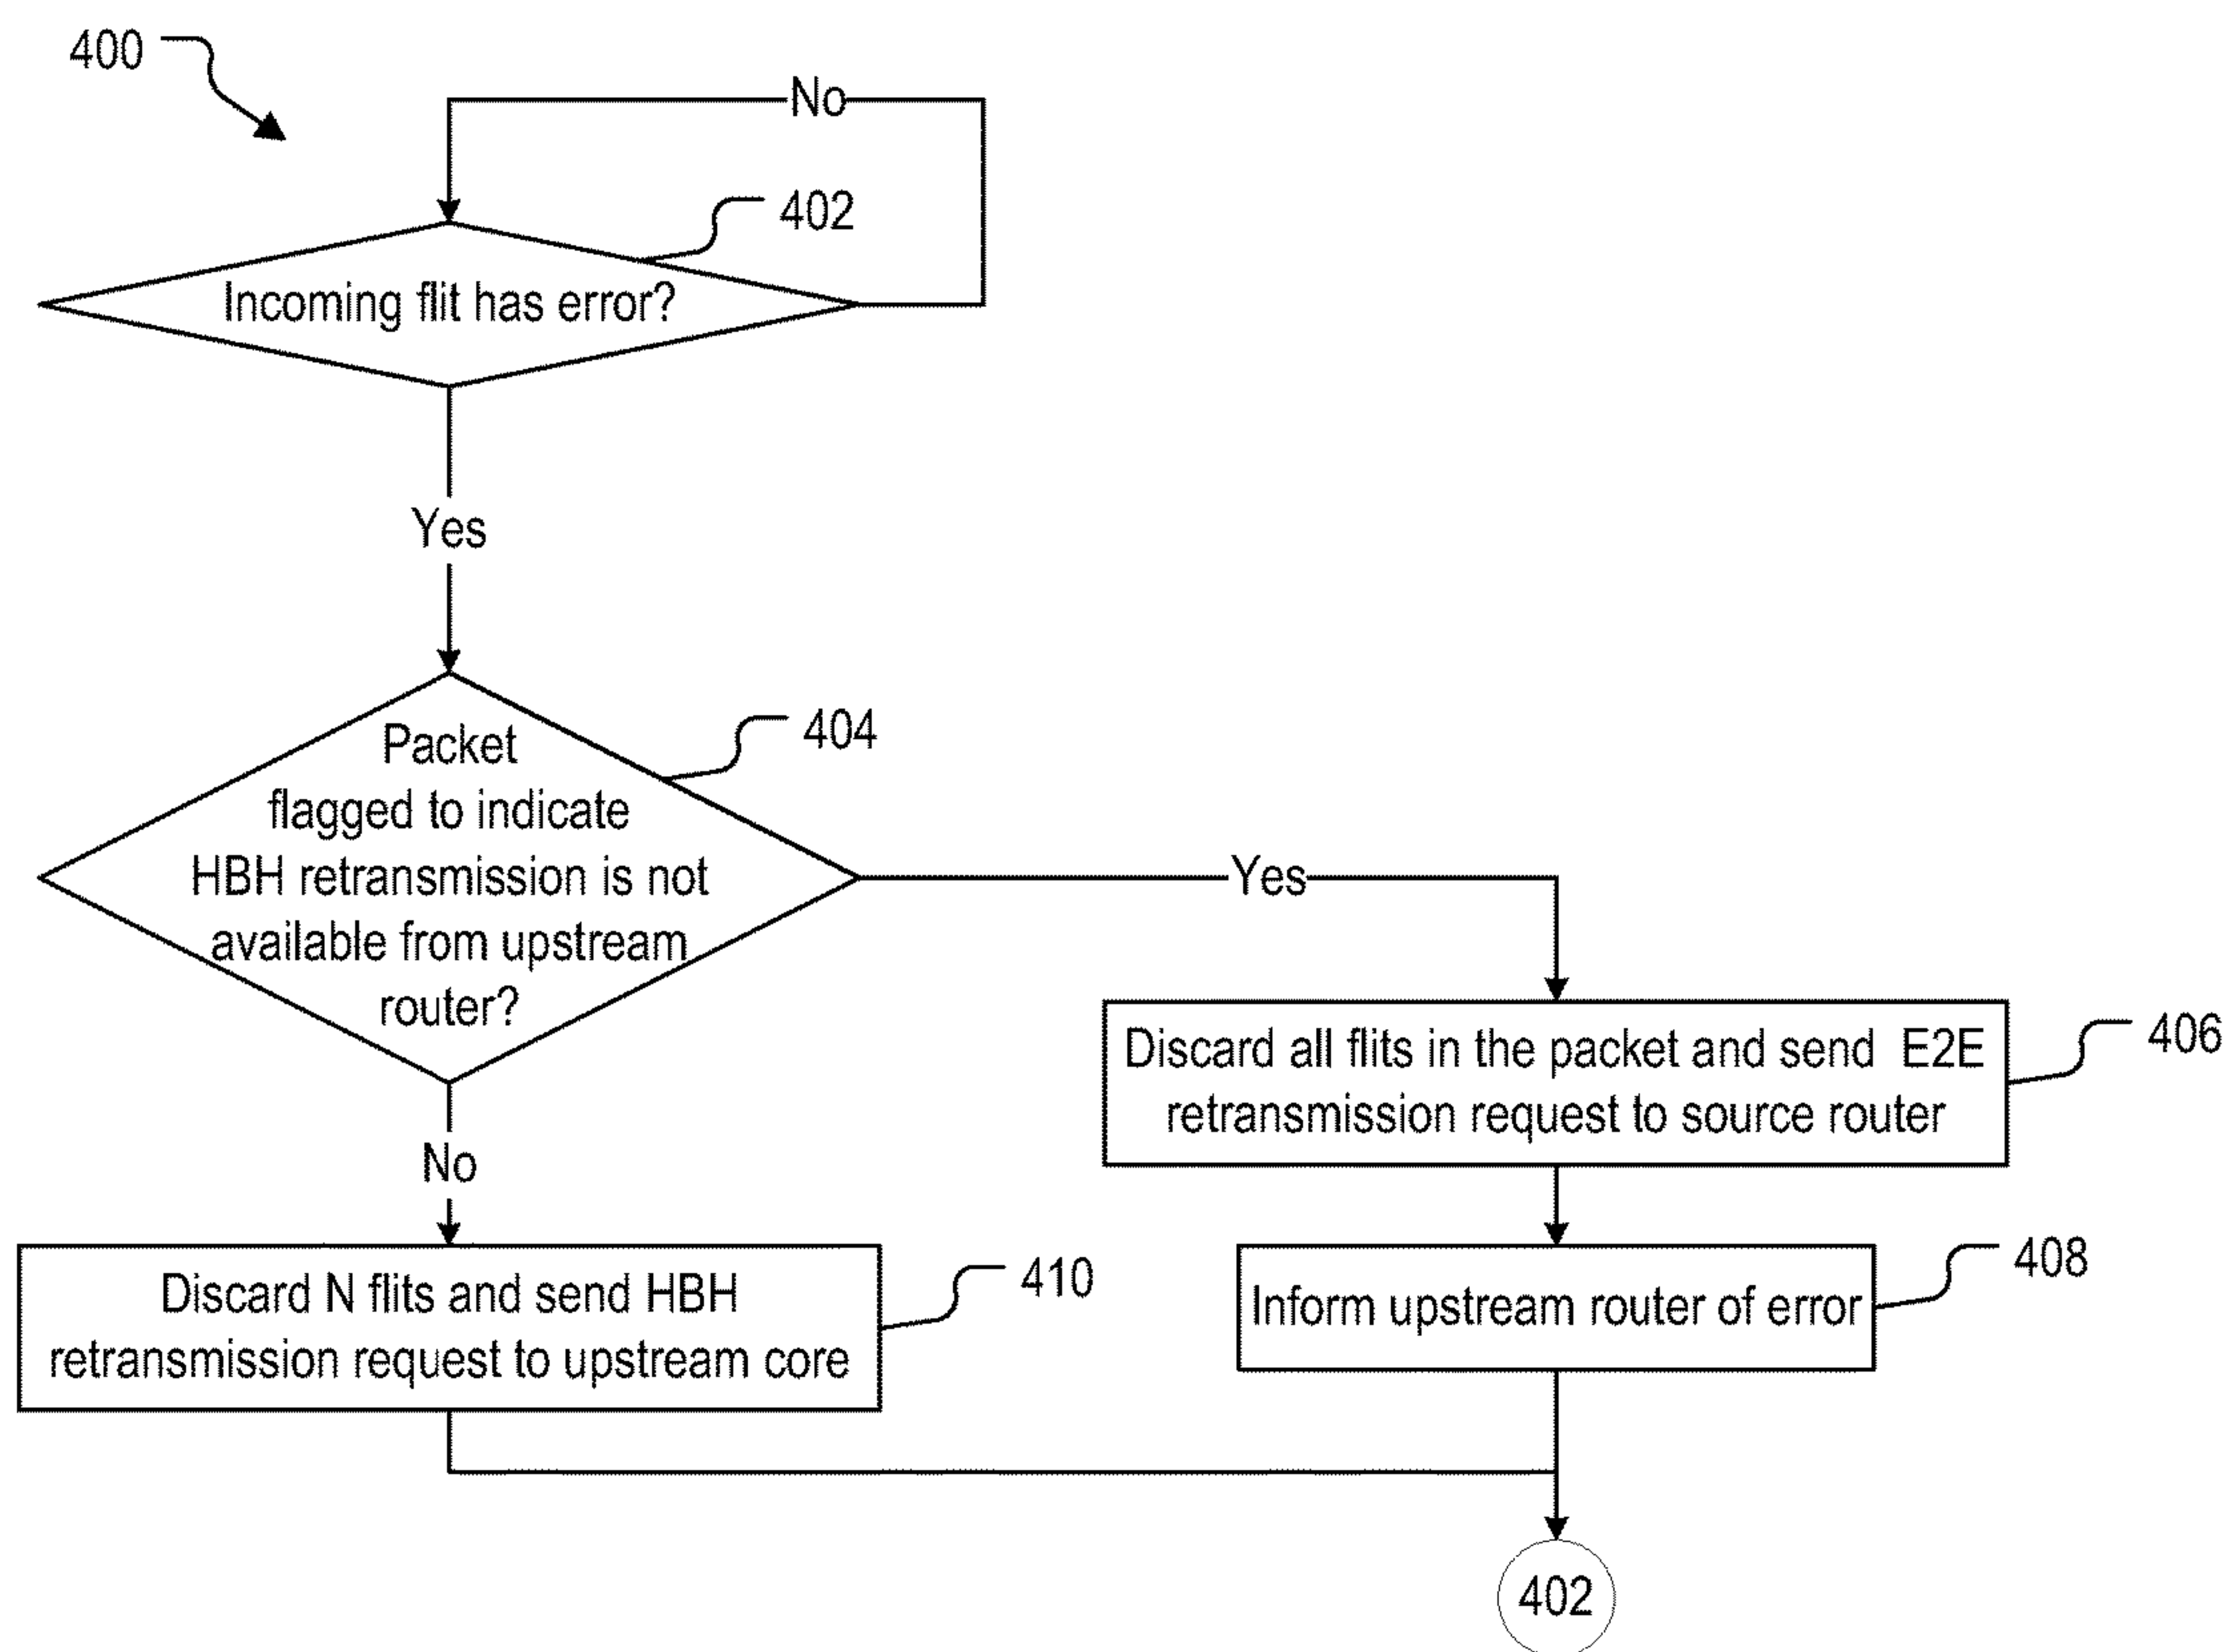 400
No
402
Incoming flit has error?
Yes
404
Packet
flagged to indicate
HBH retransmission is not
available from upstream
router?
Yes
406
Discard all flits in the packet and send E2E
retransmission request to source router
No
408
Inform upstream router of error
410
Discard N flits and send HBH
retransmission request to upstream core
402